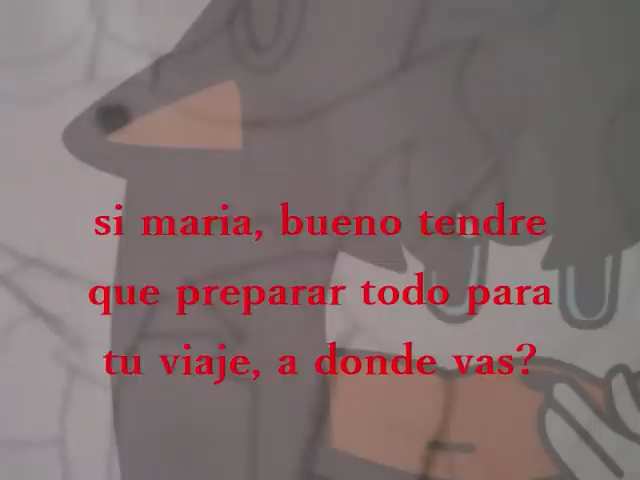 si maria, bueno tendre
que preparar todo para
tu viaje, a donde vas?